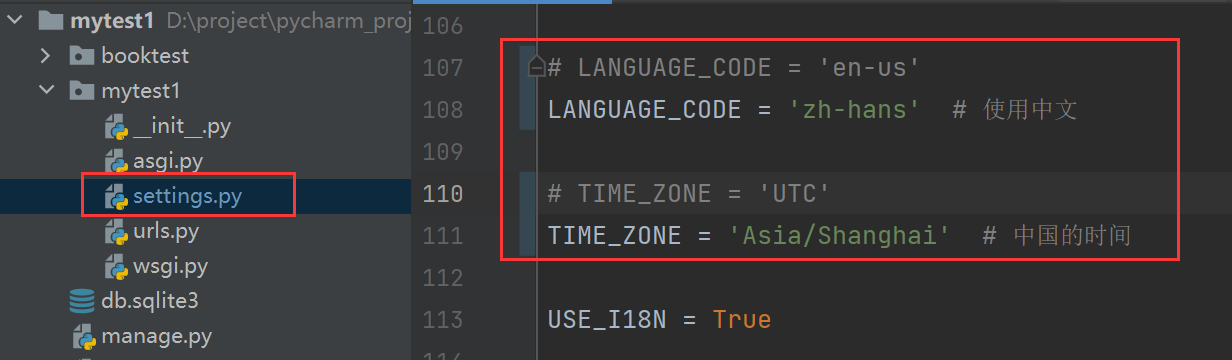 mytest1 D:\project\pycharm_proj
booktest
mytest1
__init__.py
asgi.py
settings.py
urls.py
wsgi.py
db.sqlite3
manage.py
106
107 # LANGUAGE_CODE = 'en-us'
108 LANGUAGE_CODE = 'zh-hans'  # 使用中文
109
110 # TIME_ZONE = 'UTC'
111 TIME_ZONE = 'Asia/Shanghai'  # 中国的时间
112
113 USE_I18N = True